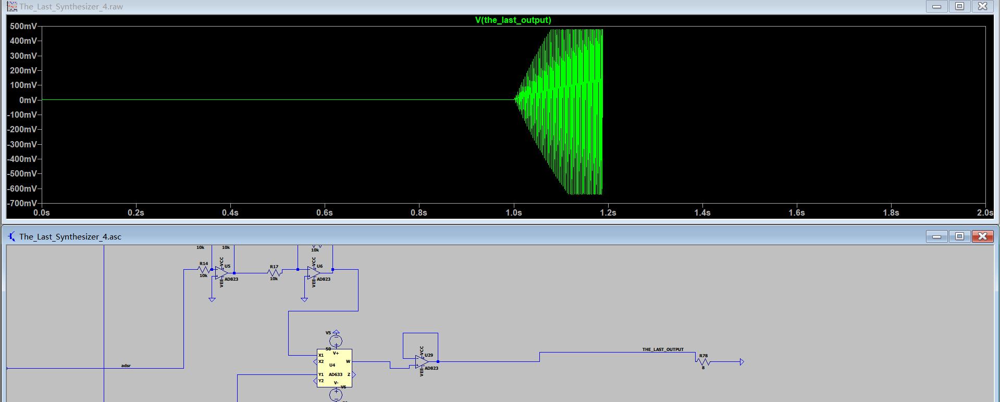 The_Last_Synthesizer_4.raw
V(the_last_output)
500mV
400mV
300mV
200mV
100mV
0mV
-100mV
-200mV
-300mV
-400mV
-500mV
-600mV
-700mV
0.0s 0.2s 0.4s 0.6s 0.8s 1.0s 1.2s 1.4s 1.6s 1.8s 2.0s
The_Last_Synthesizer_4.asc
10k 10k 10k
R14 VCC U5 R17 VCC U6
10k VEE AD823 10k VEE AD823
V5
50
X1 V+
X2 W
U4
Y1 AD633 Z
Y2 V-
V6
VCC U29
VEE AD823
THE_LAST_OUTPUT
R78
8
adsr